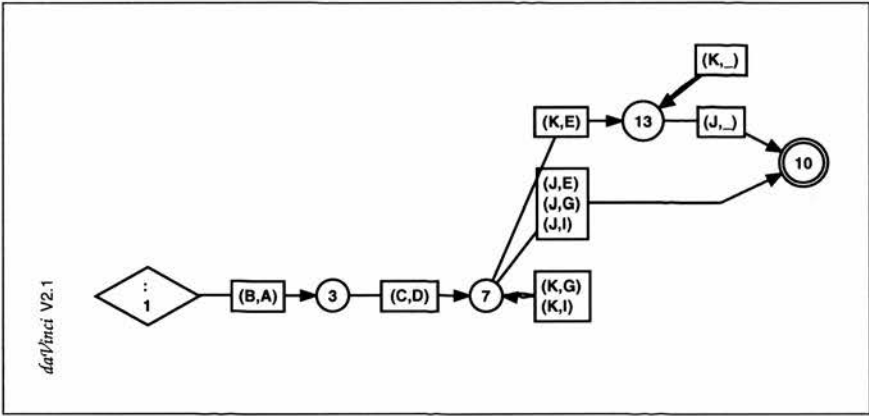 (K,_)
(K,E)
13
(J,_)
10
(J,E)
(J,G)
(J,I)
:
1
(B,A)
3
(C,D)
7
(K,G)
(K,I)
daVinci V2.1